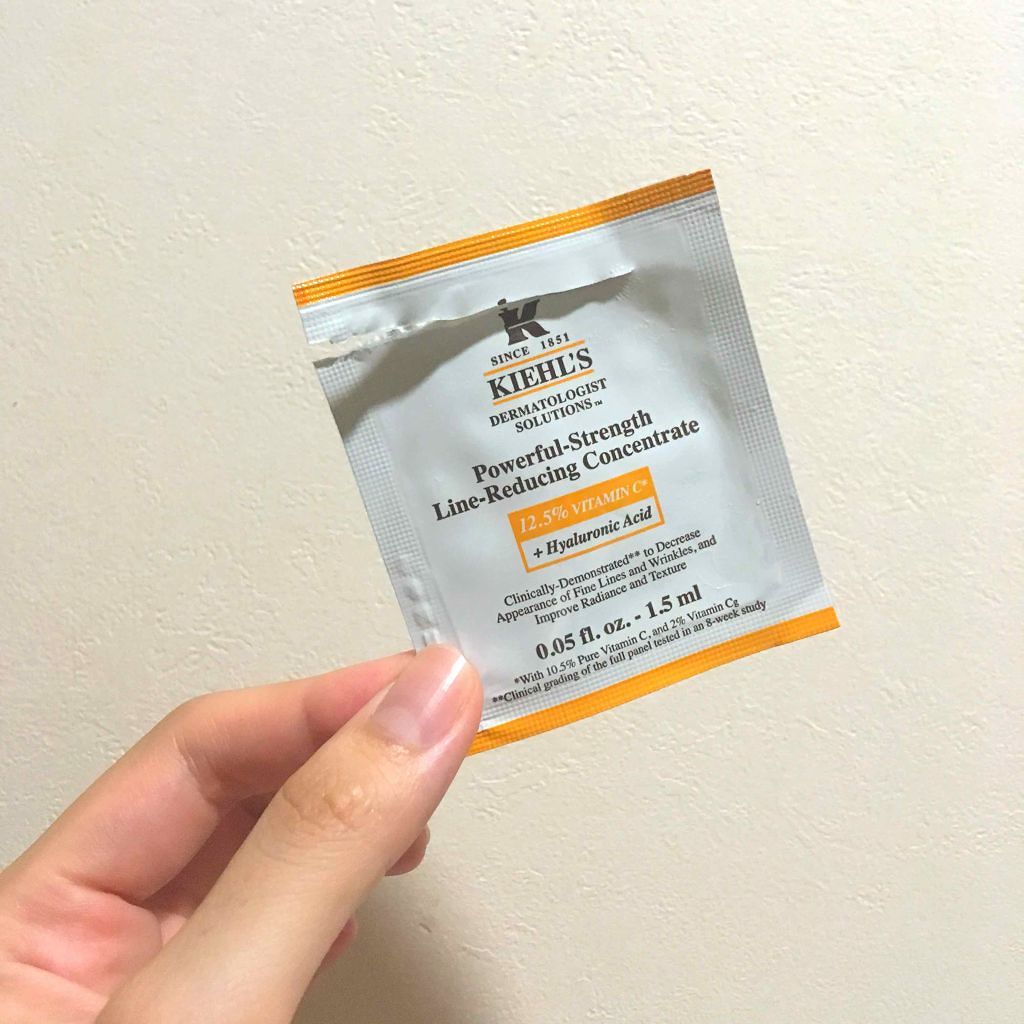 K
SINCE 1851
KIEHL'S
DERMATOLOGIST
SOLUTIONS™
Powerful-Strength
Line-Reducing Concentrate
12.5% VITAMIN C*
+ Hyaluronic Acid
Clinically-Demonstrated** to Decrease
Appearance of Fine Lines and Wrinkles, and
Improve Radiance and Texture
0.05 fl. oz. - 1.5 ml
*With 10.5% Pure Vitamin C, and 2% Vitamin Cg
**Clinical grading of the full panel tested in an 8-week study